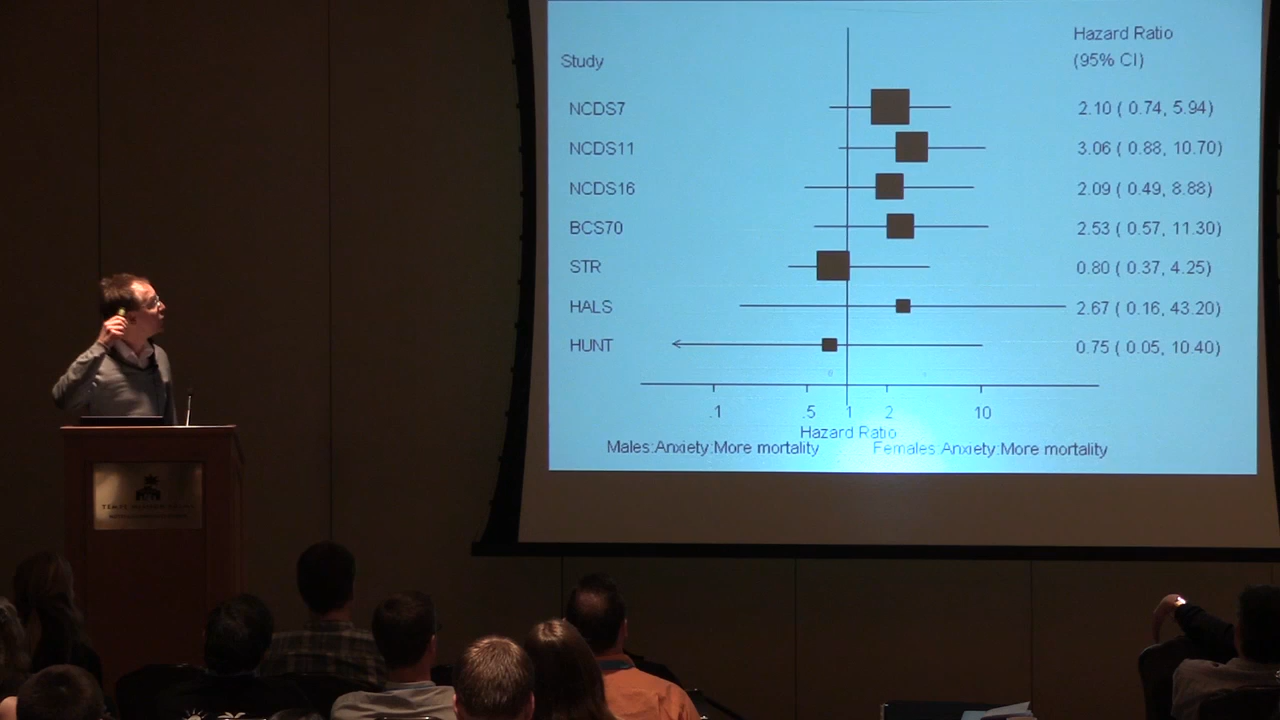 Hazard Ratio
Study (95% CI)
NCDS7 2.10 ( 0.74, 5.94)
NCDS11 3.06 ( 0.88, 10.70)
NCDS16 2.09 ( 0.49, 8.88)
BCS70 2.53 ( 0.57, 11.30)
STR 0.80 ( 0.37, 4.25)
HALS 2.67 ( 0.16, 43.20)
HUNT 0.75 ( 0.05, 10.40)
.1 .5 1 2 10
Hazard Ratio
Males:Anxiety:More mortality Females:Anxiety:More mortality